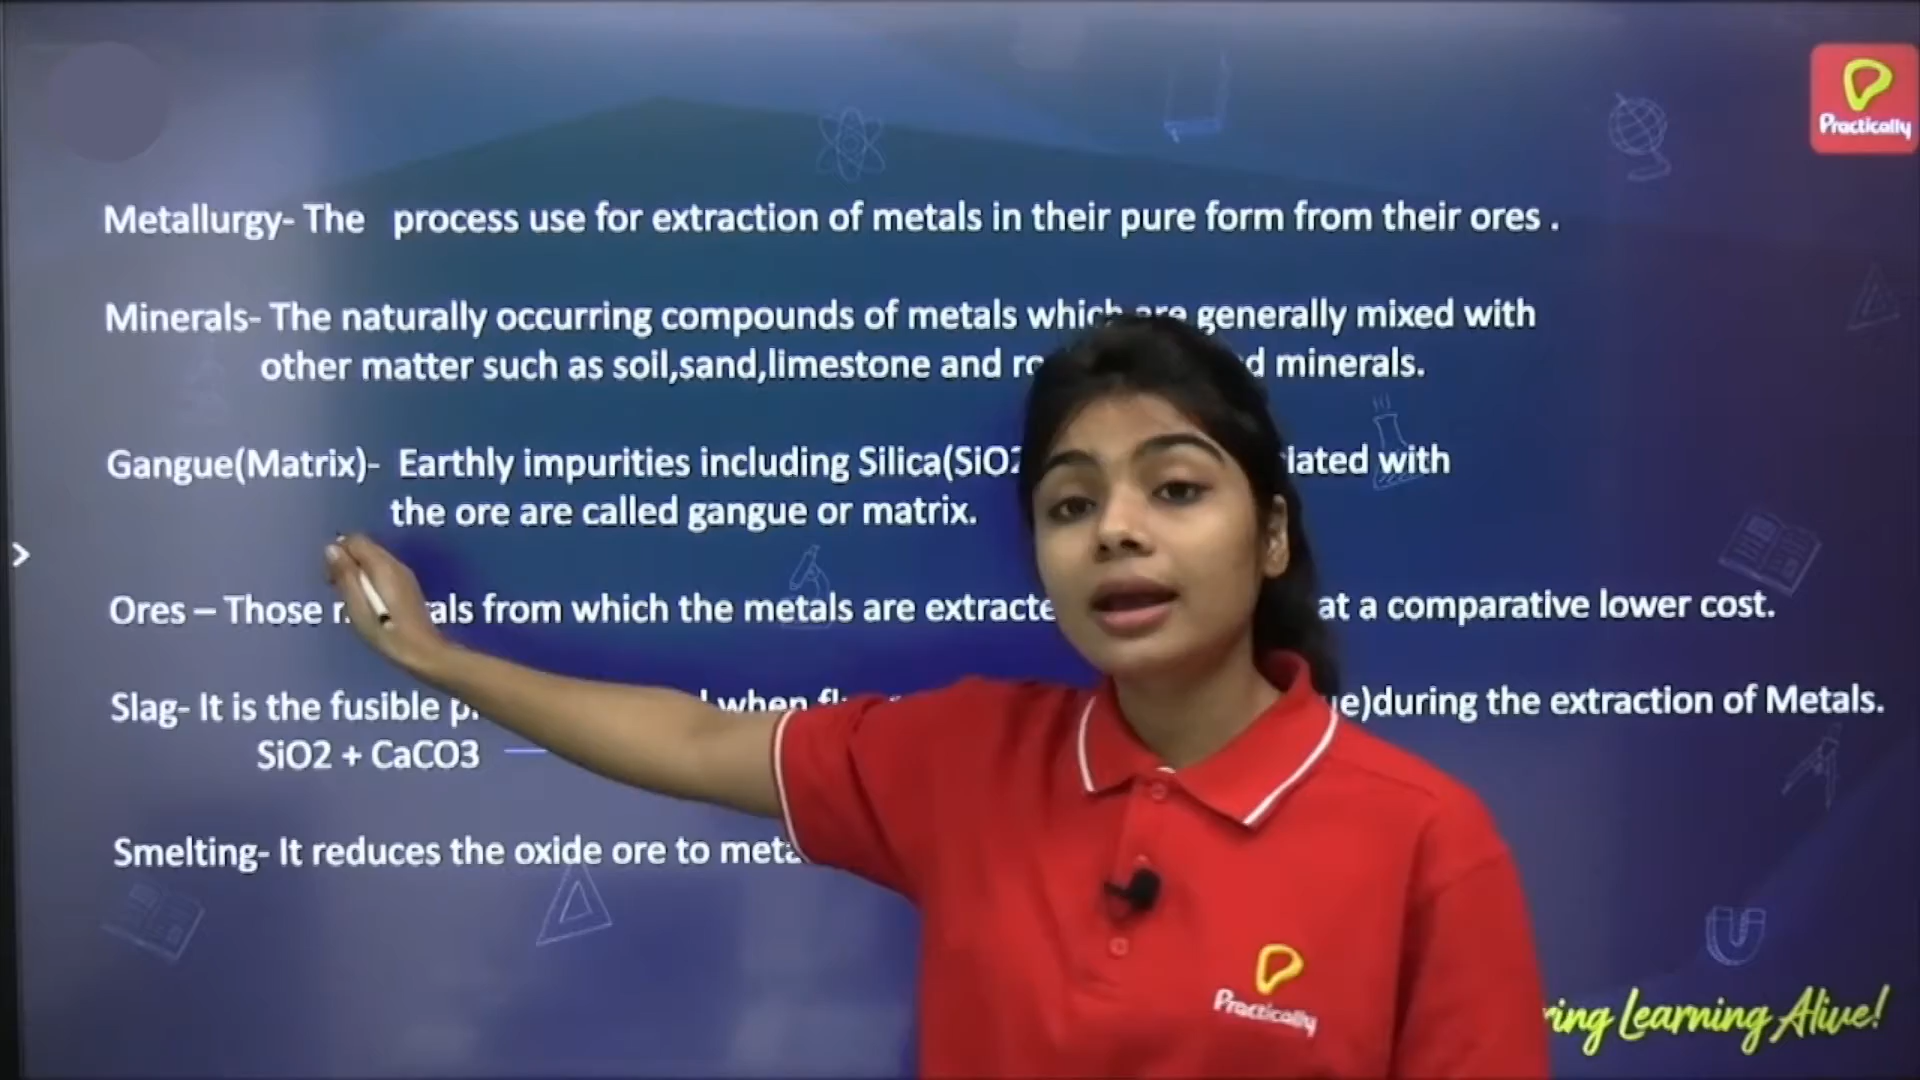 Practically
Metallurgy- The process use for extraction of metals in their pure form from their ores .
Minerals- The naturally occurring compounds of metals which are generally mixed with
other matter such as soil,sand,limestone and minerals.
Gangue(Matrix)- Earthly impurities including Silica(SiO2 with
the ore are called gangue or matrix.
Ores – Those from which the metals are at a comparative lower cost.
Slag- It is the fusible when during the extraction of Metals.
SiO2 + CaCO3
Smelting- It reduces the oxide ore to
Practically
Learning Alive!